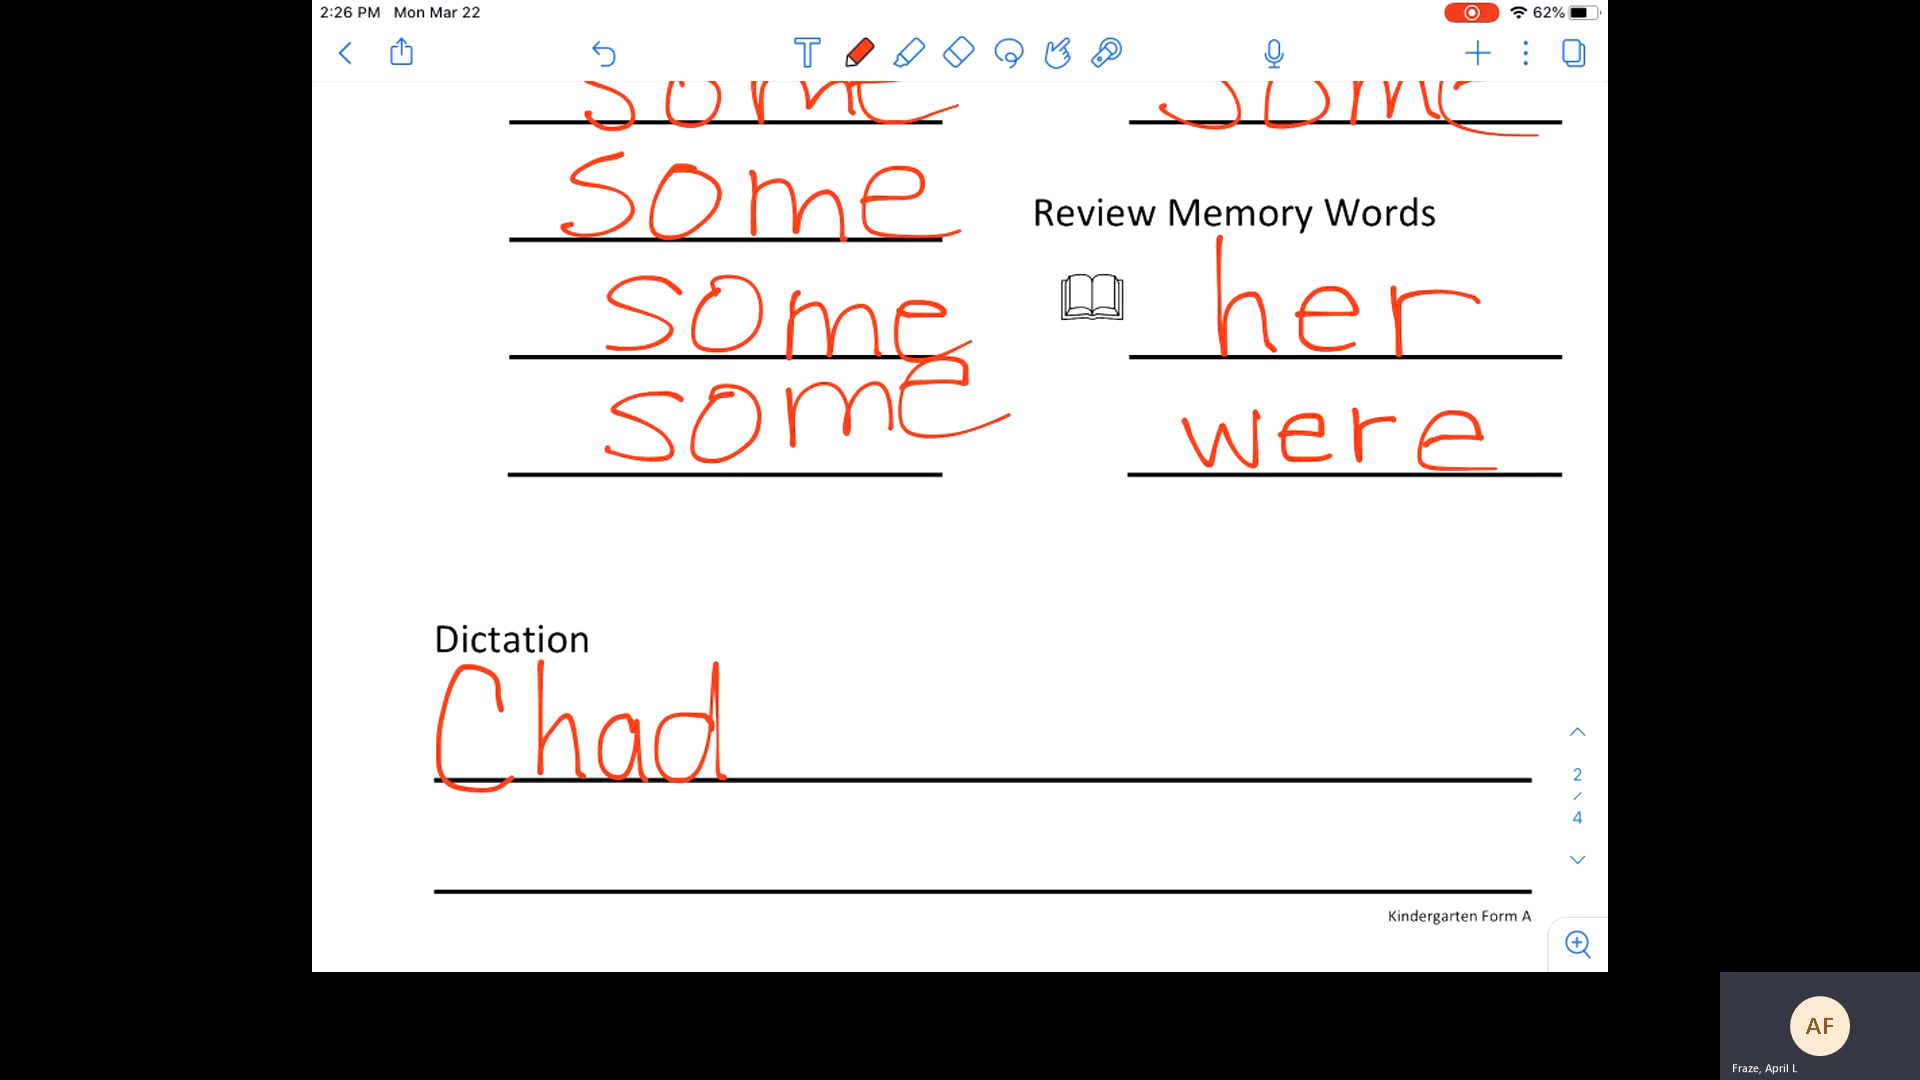 2:26 PM Mon Mar 22
62%
some
some
some
some
some
Review Memory Words
her
were
Dictation
Chad
2
/
4
Kindergarten Form A
AF
Fraze, April L